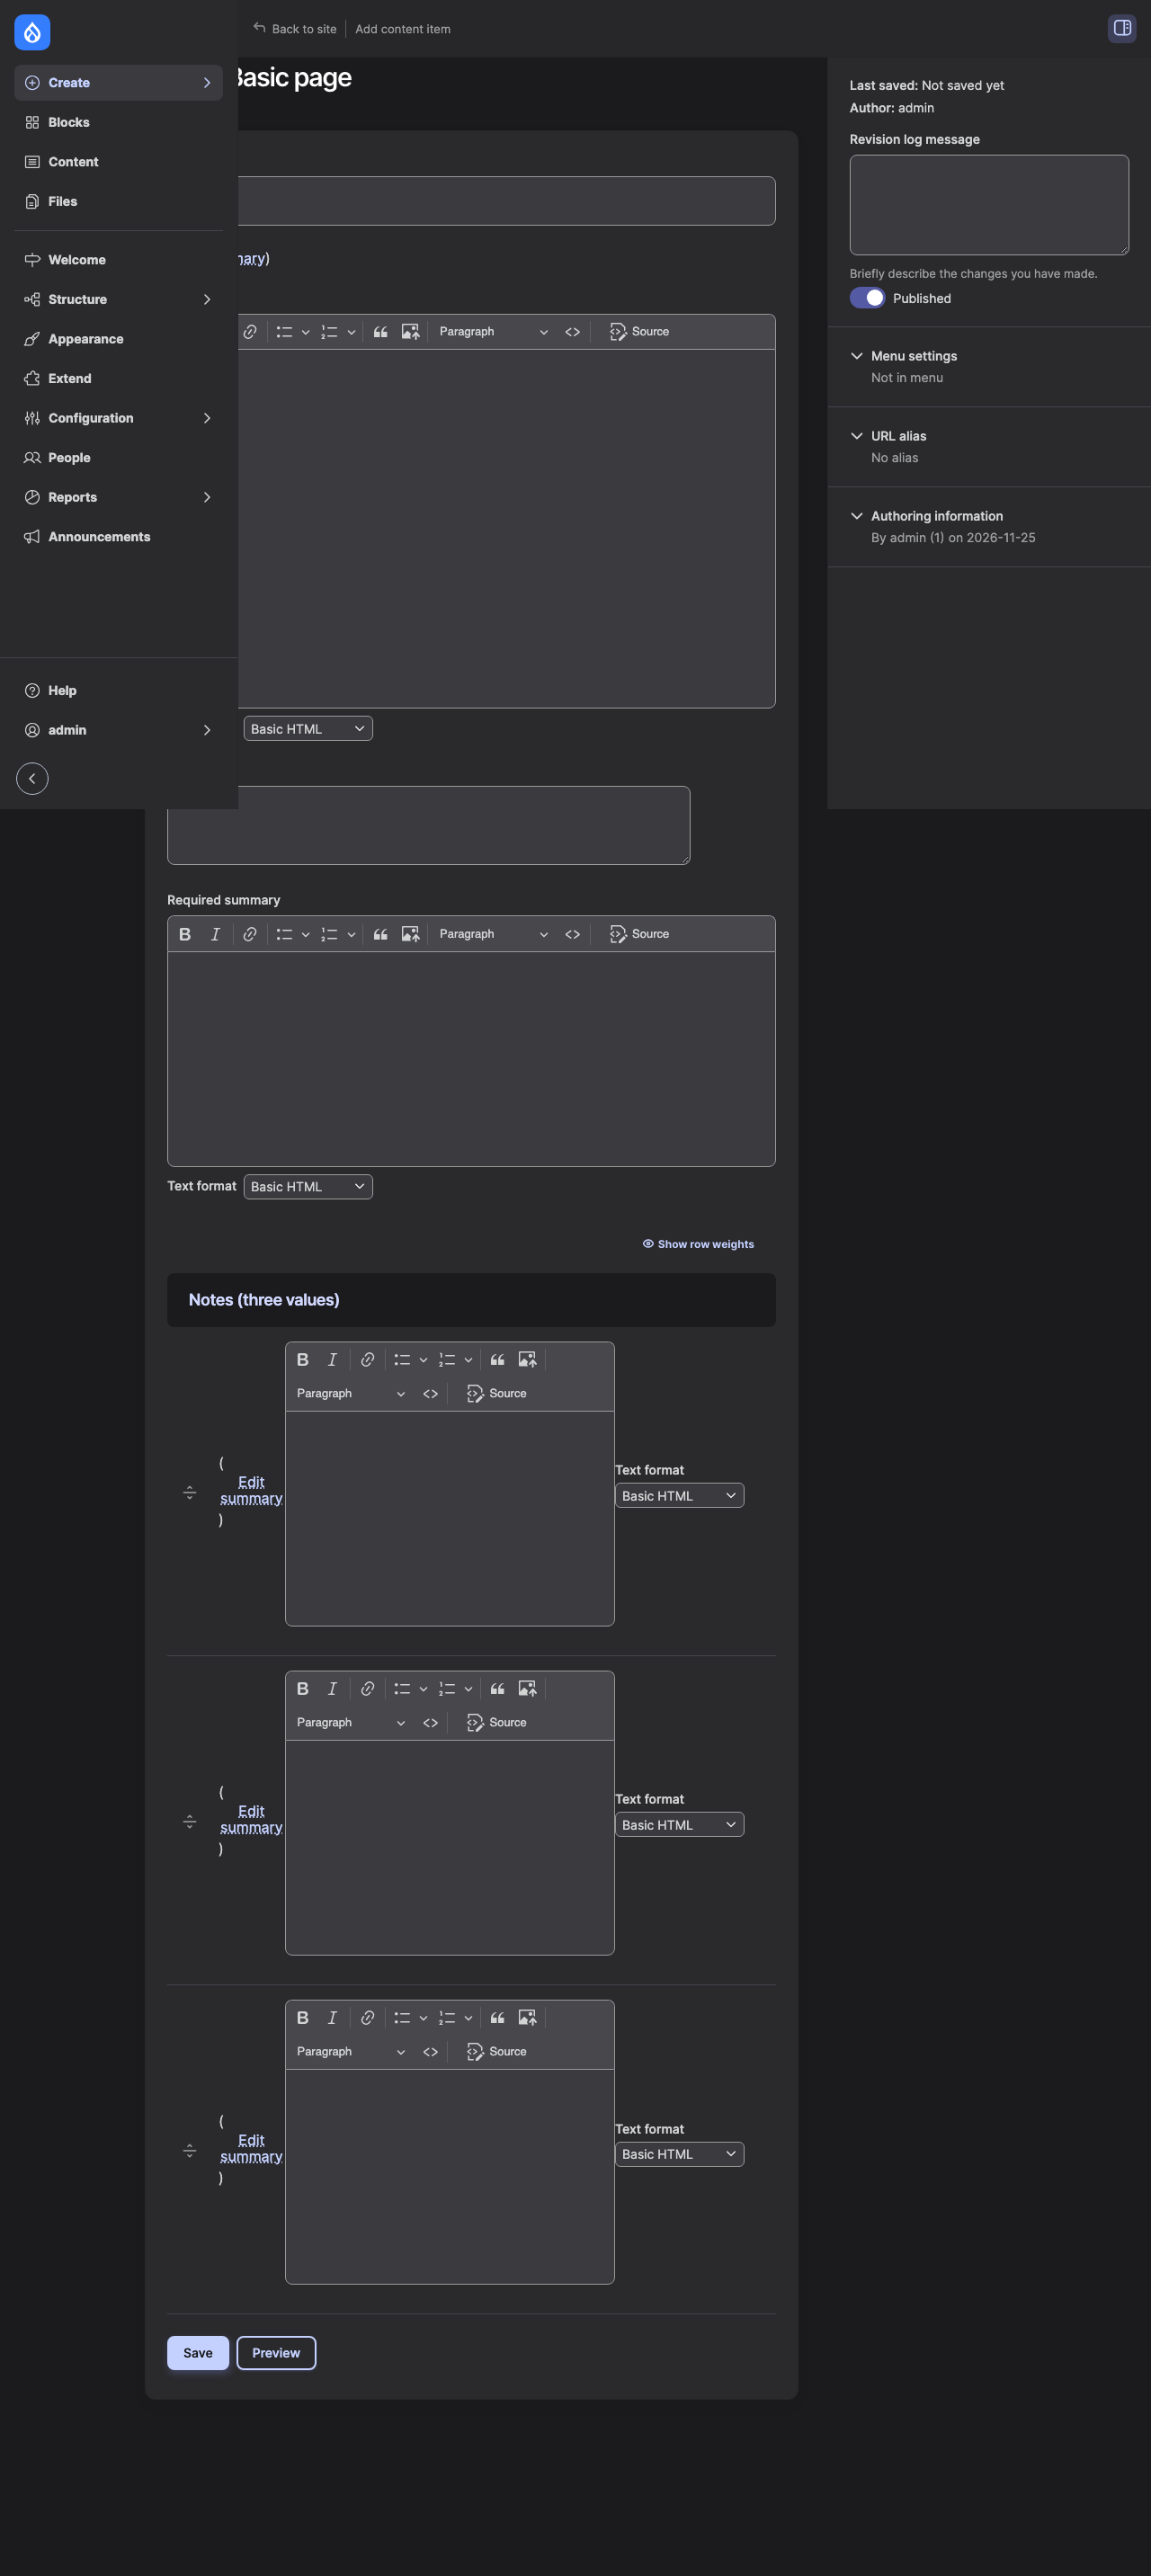 Back to site
Add content item
Create
Blocks
Content
Files
Welcome
Structure
Appearance
Extend
Configuration
People
Reports
Announcements
Help
admin
Basic page
mary)
Paragraph
Source
Basic HTML
Required summary
Paragraph
Source
Text format
Basic HTML
Show row weights
Notes (three values)
Paragraph
Source
(
Edit
summary
)
Text format
Basic HTML
Paragraph
Source
(
Edit
summary
)
Text format
Basic HTML
Paragraph
Source
(
Edit
summary
)
Text format
Basic HTML
Save
Preview
Last saved: Not saved yet
Author: admin
Revision log message
Briefly describe the changes you have made.
Published
Menu settings
Not in menu
URL alias
No alias
Authoring information
By admin (1) on 2026-11-25